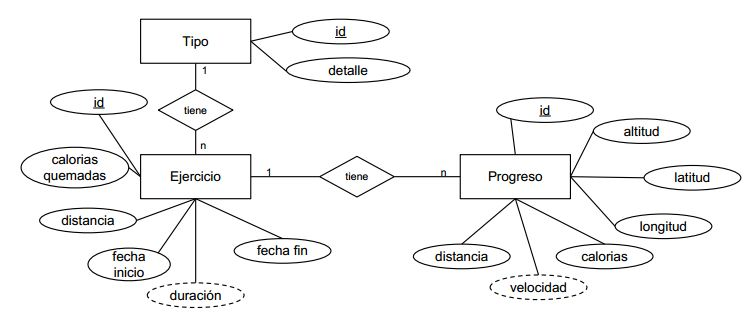 Tipo
id
detalle
1
tiene
n
id
calorias
quemadas
Ejercicio
1
tiene
n
Progreso
id
altitud
latitud
longitud
distancia
fecha
inicio
duración
fecha fin
distancia
velocidad
calorias